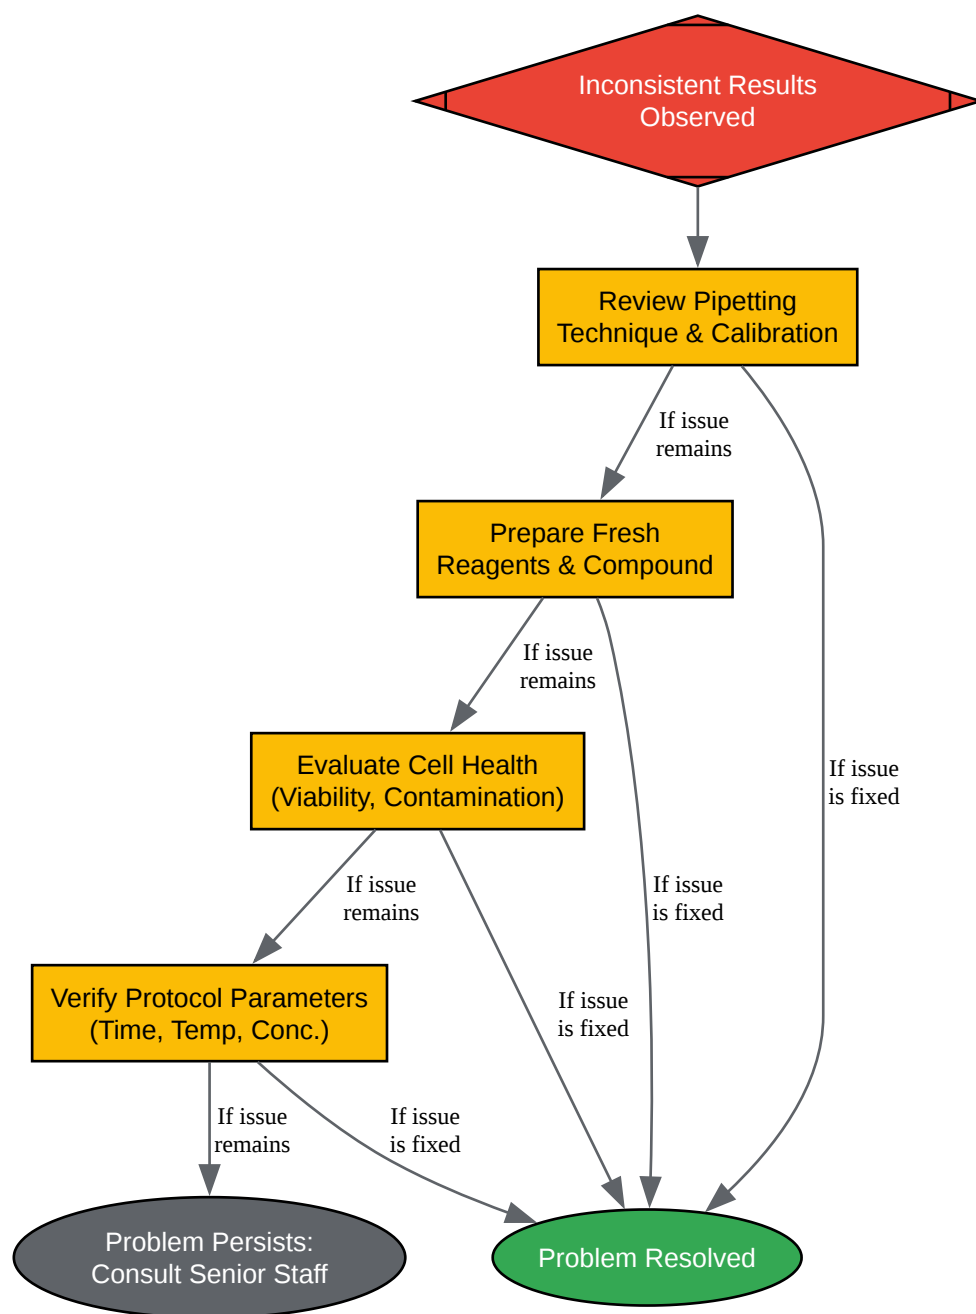 Inconsistent Results
Observed
Review Pipetting
Technique & Calibration
If issue
remains
Prepare Fresh
Reagents & Compound
If issue
remains
If issue
is fixed
Evaluate Cell Health
(Viability, Contamination)
If issue
remains
If issue
is fixed
Verify Protocol Parameters
(Time, Temp, Conc.)
If issue
is fixed
If issue
remains
If issue
is fixed
Problem Persists:
Consult Senior Staff
Problem Resolved